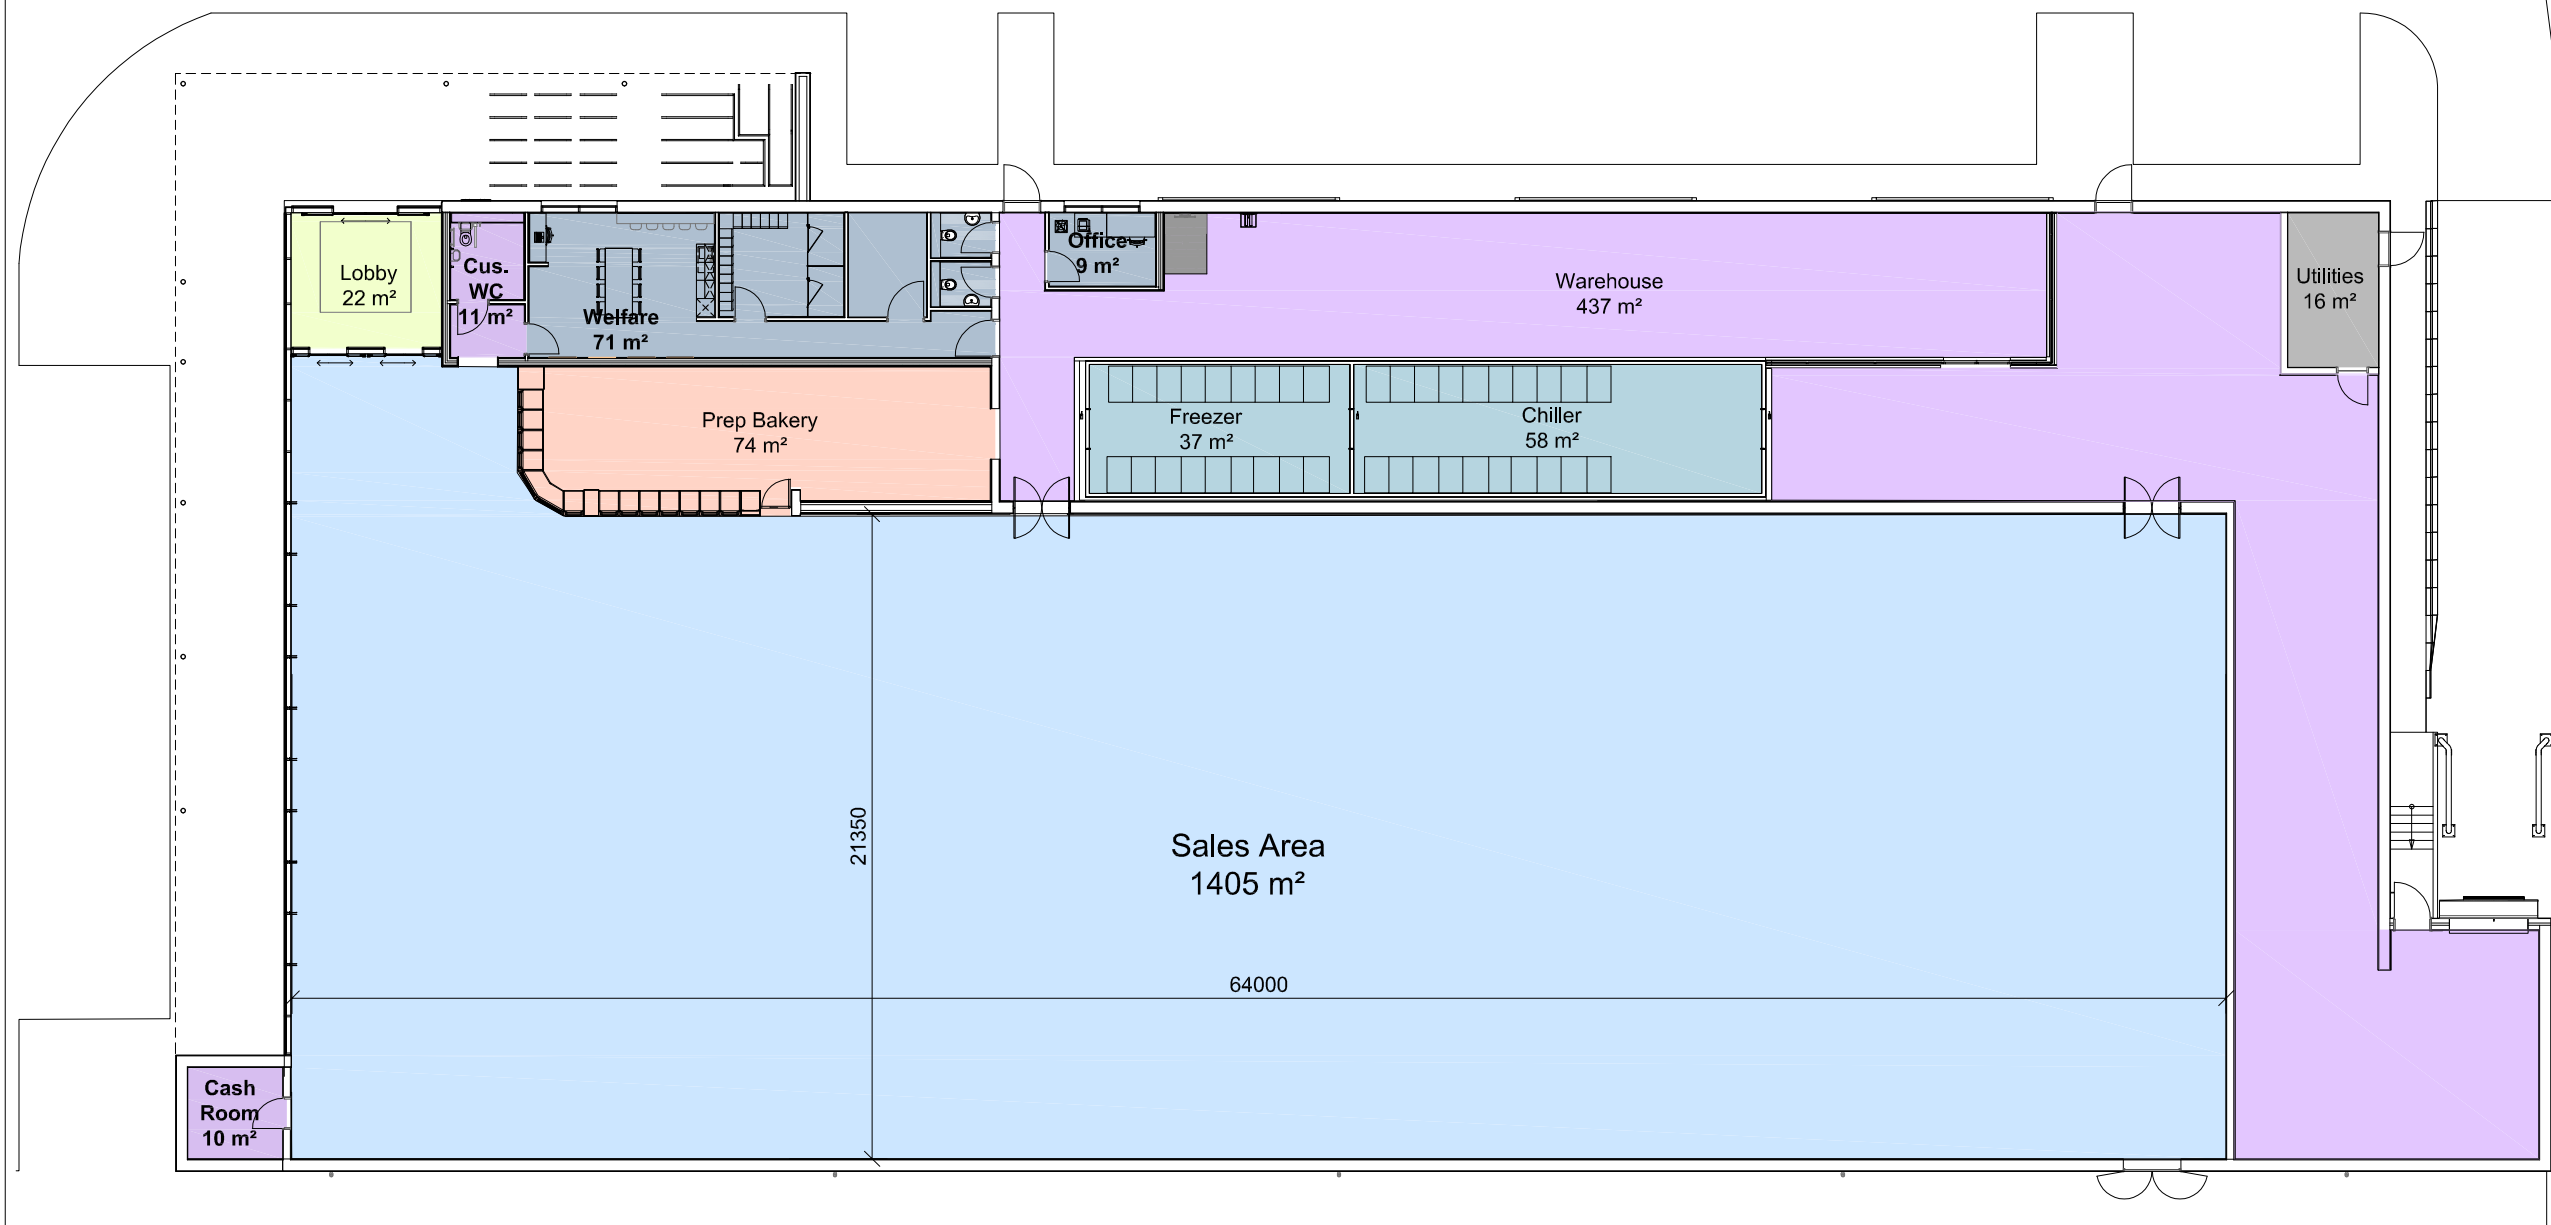 Lobby
22 m²
Cus.
WC
11 m²
Welfare
71 m²
Office
9 m²
Warehouse
437 m²
Utilities
16 m²
Prep Bakery
74 m²
Freezer
37 m²
Chiller
58 m²
21350
Sales Area
1405 m²
64000
Cash
Room
10 m²